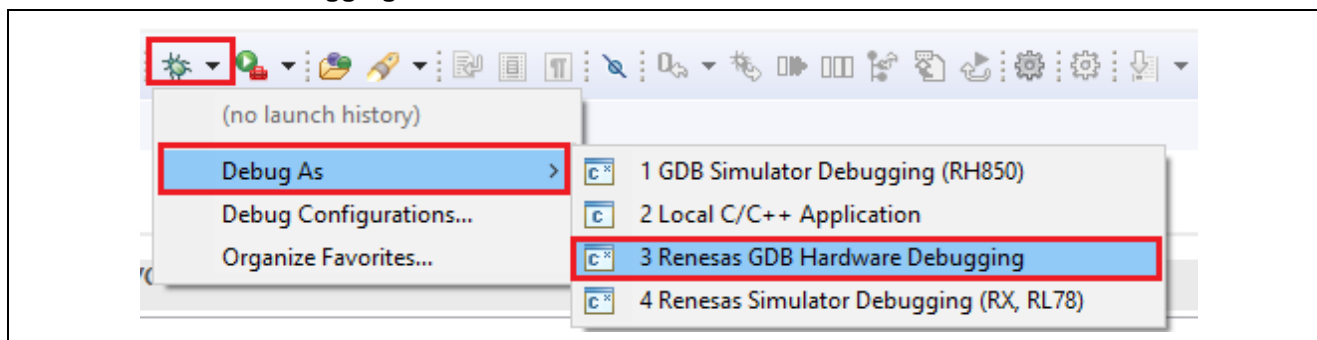 (no launch history)
Debug As
1 GDB Simulator Debugging (RH850)
Debug Configurations...
2 Local C/C++ Application
Organize Favorites...
3 Renesas GDB Hardware Debugging
4 Renesas Simulator Debugging (RX, RL78)